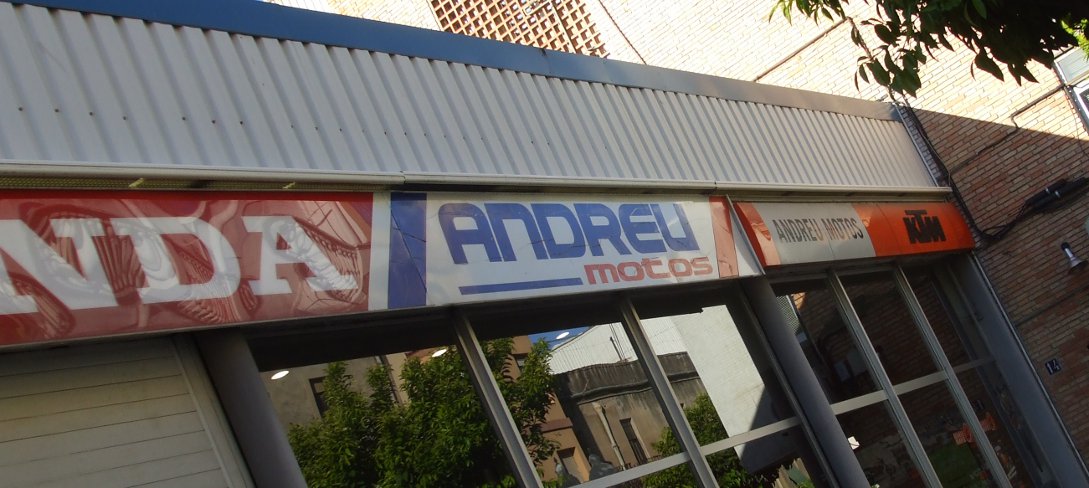 NDA
ANDREU
motos
ANDREU MOTOS
KTM
14